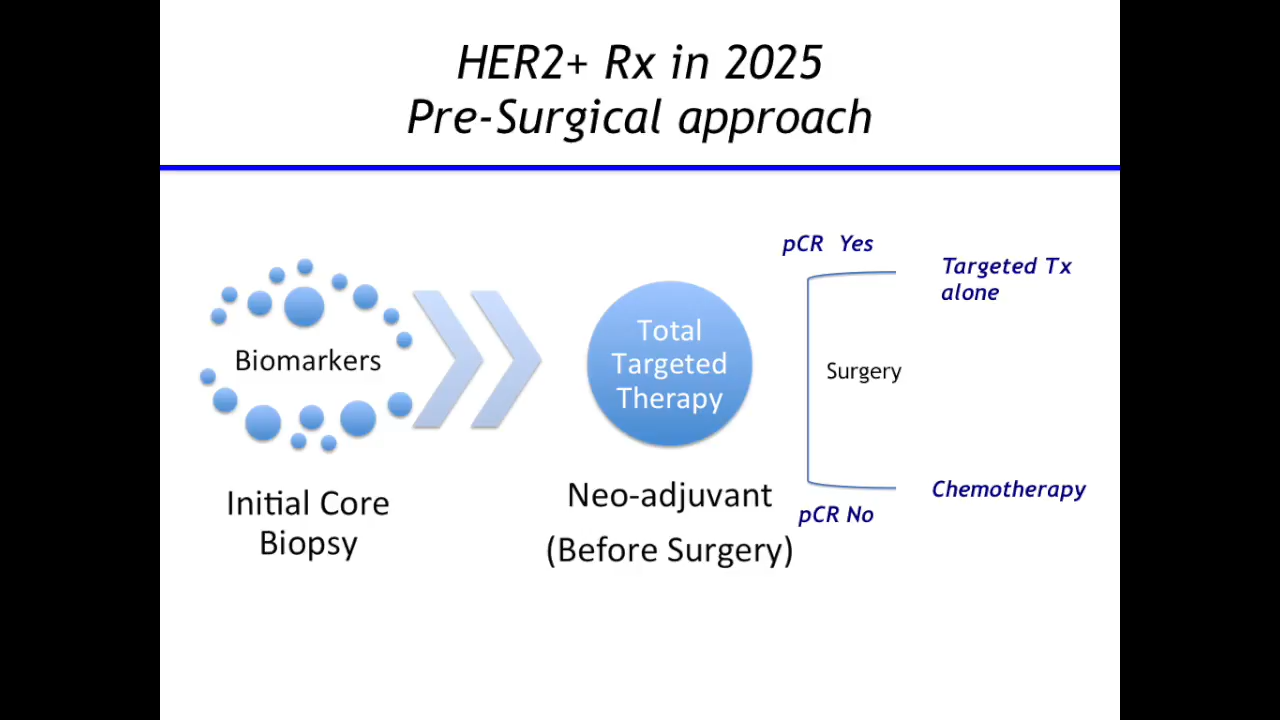 HER2+ Rx in 2025
Pre-Surgical approach
Biomarkers
Initial Core
Biopsy
Total
Targeted
Therapy
Neo-adjuvant
(Before Surgery)
pCR Yes
Targeted Tx
alone
Surgery
Chemotherapy
pCR No